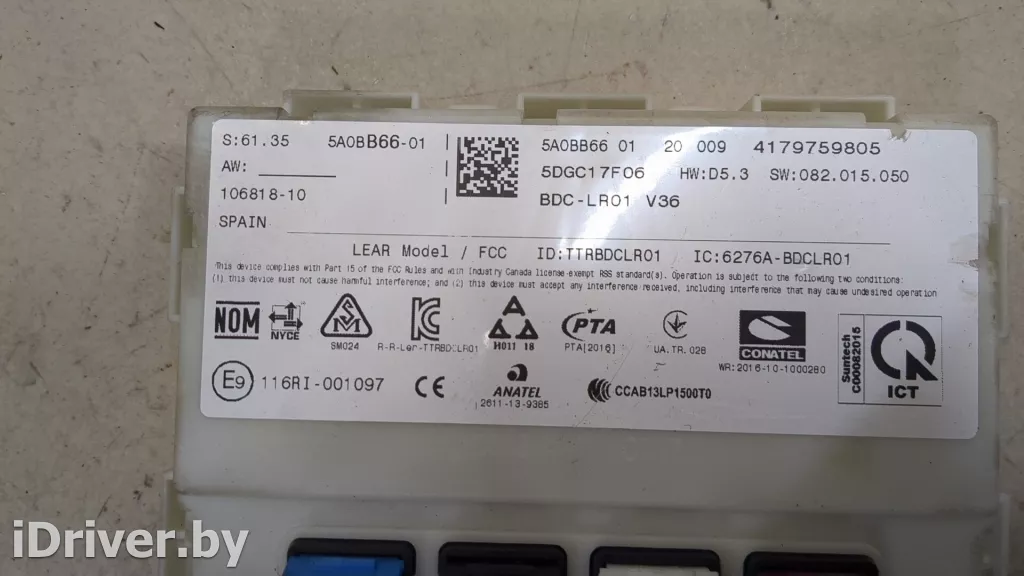 S:61.35 5A0BB66-01 5A0BB66 01 20 009 4179759805
AW: 5DGC17F06 HW:D5.3 SW:082.015.050
106818-10 BDC-LR01 V36
SPAIN
LEAR Model / FCC ID:TTRBDCLR01 IC:6276A-BDCLR01
This device complies with Part 15 of the FCC Rules and with Industry Canada license-exempt RSS standard(s). Operation is subject to the following two conditions:
(1) this device must not cause harmful interference; and (2) this device must accept any interference received, including interference that may cause undesired operation
NOM NYCE SM024 R-R-Ler-TTRBDCLR01 H011 18 PTA PTA[2016] UA.TR.028 CONATEL WR:2016-10-1000280
Suntech C000082015 ICT
E9 116RI-001097 CE ANATEL 2611-13-9385 CCAB13LP1500T0
iDriver.by